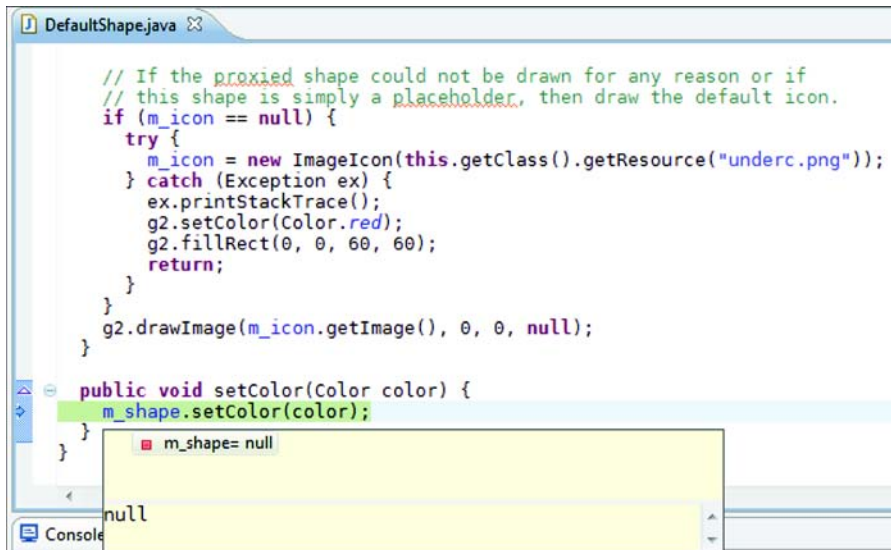 DefaultShape.java
// If the proxied shape could not be drawn for any reason or if
// this shape is simply a placeholder, then draw the default icon.
if (m_icon == null) {
try {
m_icon = new ImageIcon(this.getClass().getResource("underc.png"));
} catch (Exception ex) {
ex.printStackTrace();
g2.setColor(Color.red);
g2.fillRect(0, 0, 60, 60);
return;
}
}
g2.drawImage(m_icon.getImage(), 0, 0, null);
}
public void setColor(Color color) {
m_shape.setColor(color);
}
m_shape= null
}
null
Console